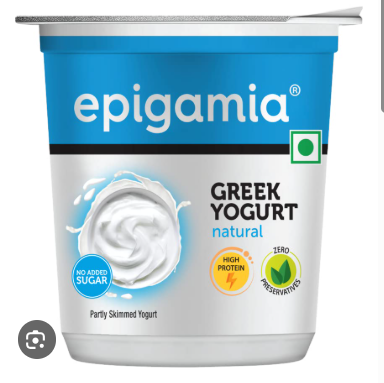 epigamia®
GREEK
YOGURT
natural
HIGH
PROTEIN
ZERO
PRESERVATIVES
NO ADDED
SUGAR
Partly Skimmed Yogurt